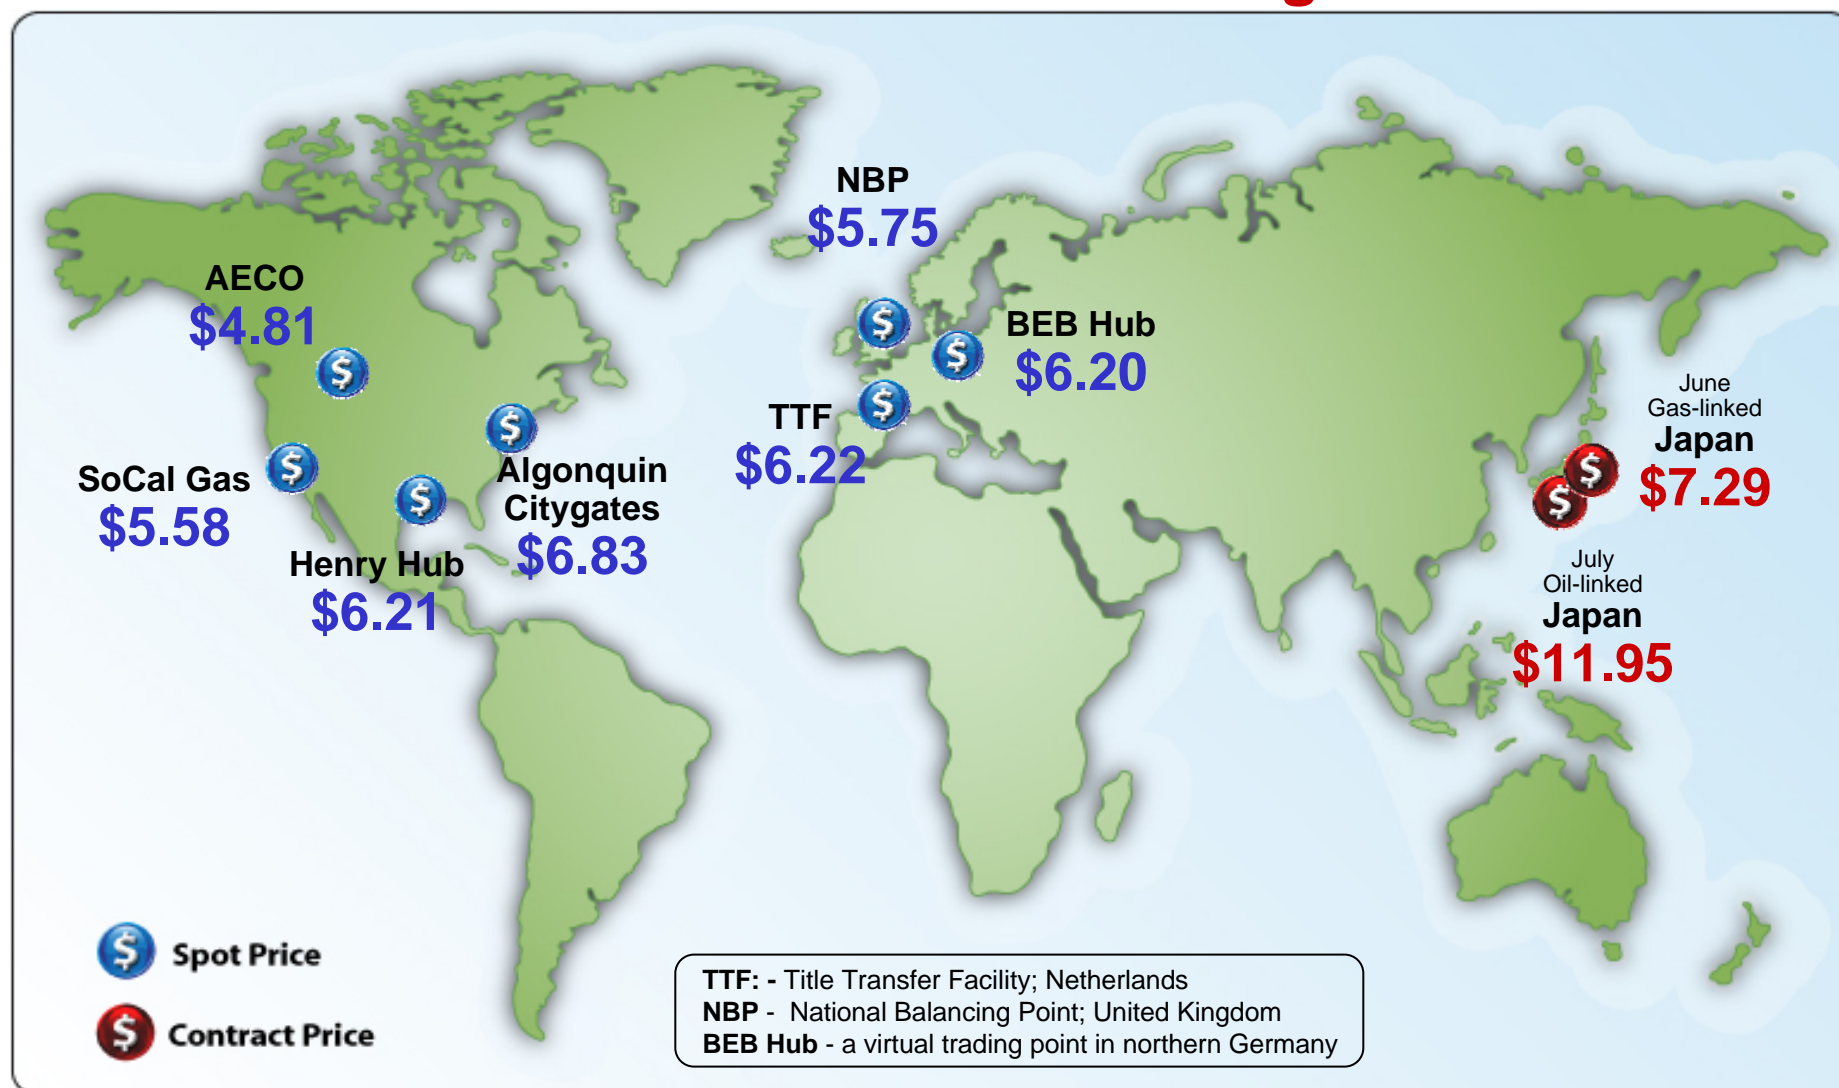 NBP
$5.75
AECO
$4.81
BEB Hub
$6.20
TTF
$6.22
SoCal Gas
$5.58
Algonquin
Citygates
$6.83
Henry Hub
$6.21
June
Gas-linked
Japan
$7.29
July
Oil-linked
Japan
$11.95
$ Spot Price
$ Contract Price
TTF: - Title Transfer Facility; Netherlands
NBP - National Balancing Point; United Kingdom
BEB Hub - a virtual trading point in northern Germany